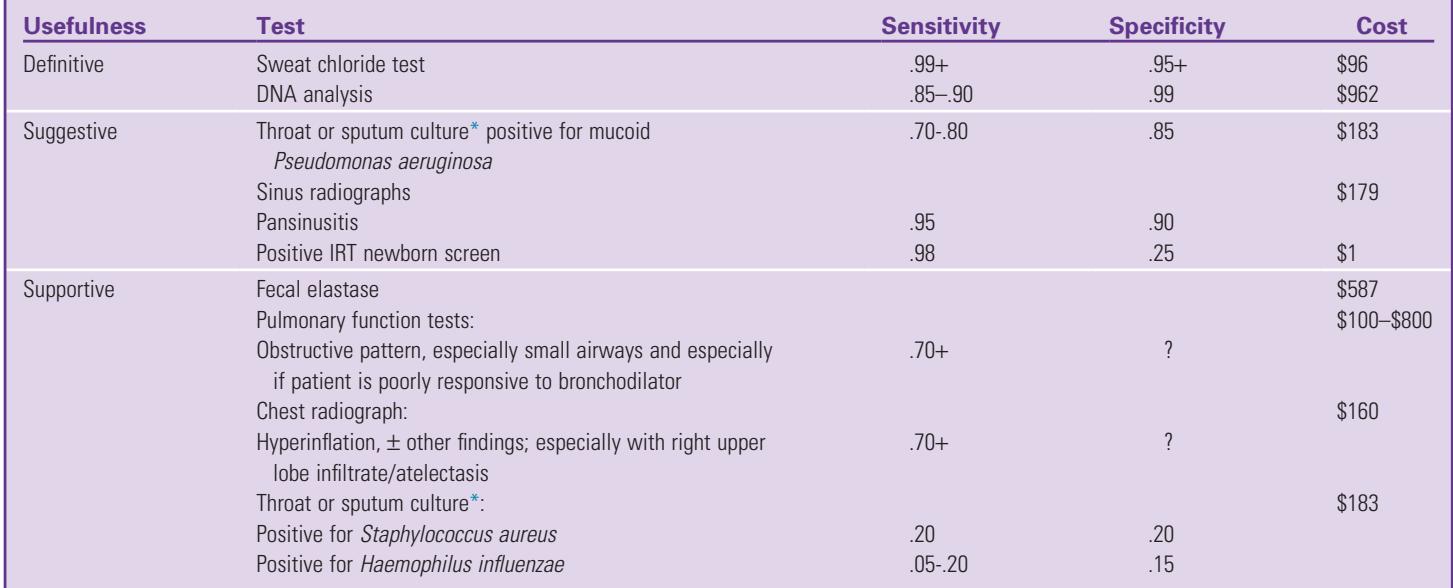 Usefulness Test Sensitivity Specificity Cost
Definitive Sweat chloride test .99+ .95+ $96
DNA analysis .85–.90 .99 $962
Suggestive Throat or sputum culture* positive for mucoid .70-.80 .85 $183
Pseudomonas aeruginosa
Sinus radiographs $179
Pansinusitis .95 .90
Positive IRT newborn screen .98 .25 $1
Supportive Fecal elastase $587
Pulmonary function tests: $100–$800
Obstructive pattern, especially small airways and especially .70+ ?
if patient is poorly responsive to bronchodilator
Chest radiograph: $160
Hyperinflation, ± other findings; especially with right upper .70+ ?
lobe infiltrate/atelectasis
Throat or sputum culture*: $183
Positive for Staphylococcus aureus .20 .20
Positive for Haemophilus influenzae .05-.20 .15